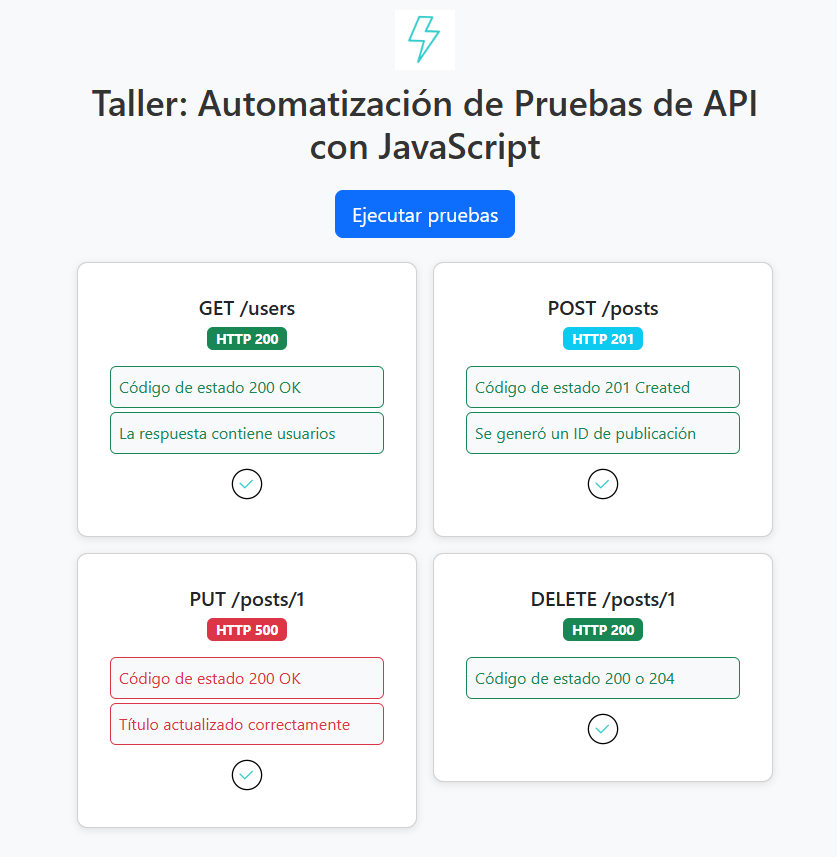 Taller: Automatización de Pruebas de API
con JavaScript
Ejecutar pruebas
GET /users
HTTP 200
Código de estado 200 OK
La respuesta contiene usuarios
POST /posts
HTTP 201
Código de estado 201 Created
Se generó un ID de publicación
PUT /posts/1
HTTP 500
Código de estado 200 OK
Título actualizado correctamente
DELETE /posts/1
HTTP 200
Código de estado 200 o 204